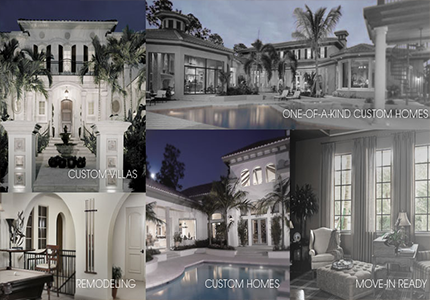 ONE-OF-A-KIND CUSTOM HOMES
CUSTOM VILLAS
REMODELING
CUSTOM HOMES
MOVE-IN READY